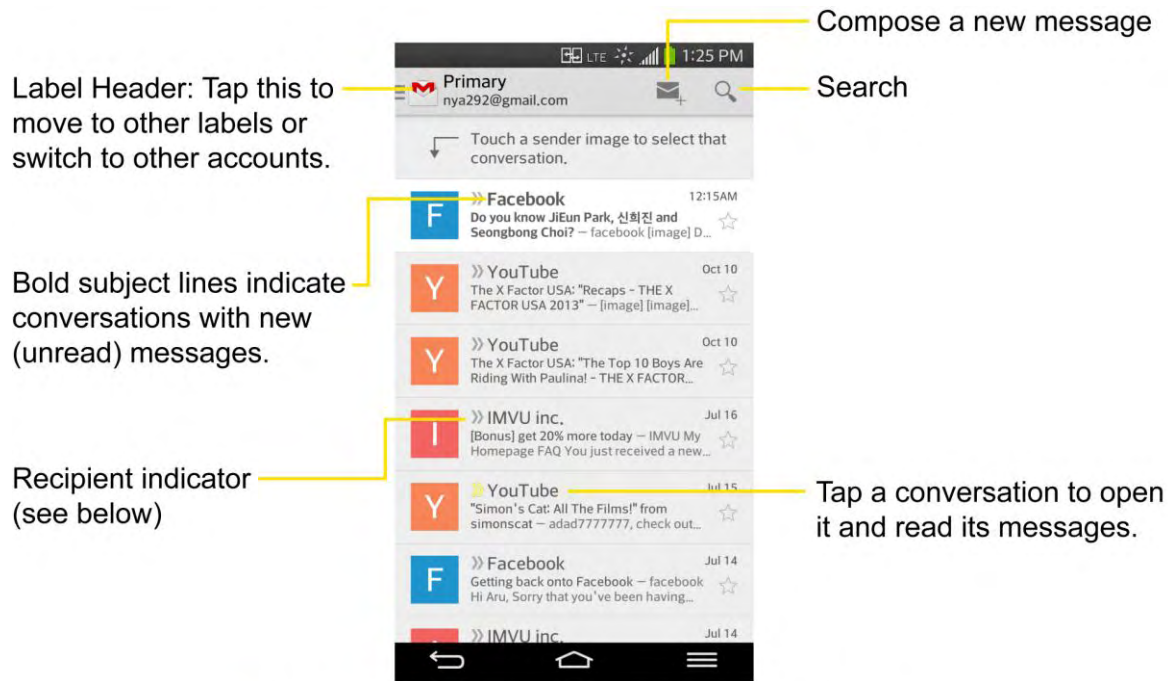 Compose a new message
LTE 1:25 PM
Label Header: Tap this to
move to other labels or
switch to other accounts.
Primary
nya292@gmail.com
Search
Touch a sender image to select that
conversation.
F
»Facebook 12:15AM
Do you know JiEun Park, 신희진 and
Seongbong Choi? – facebook [image] D...
Bold subject lines indicate
conversations with new
(unread) messages.
Y
»YouTube Oct 10
The X Factor USA: "Recaps - THE X
FACTOR USA 2013" – [image] [image]...
Y
»YouTube Oct 10
The X Factor USA: "The Top 10 Boys Are
Riding With Paulina! - THE X FACTOR...
I
»IMVU inc. Jul 16
[Bonus] get 20% more today – IMVU My
Homepage FAQ You just received a new...
Recipient indicator
(see below)
Y
»YouTube Jul 15
"Simon's Cat: All The Films!" from
simonscat – adad7777777, check out...
Tap a conversation to open
it and read its messages.
F
»Facebook Jul 14
Getting back onto Facebook – facebook
Hi Aru, Sorry that you've been having...
»IMVU inc. Jul 14